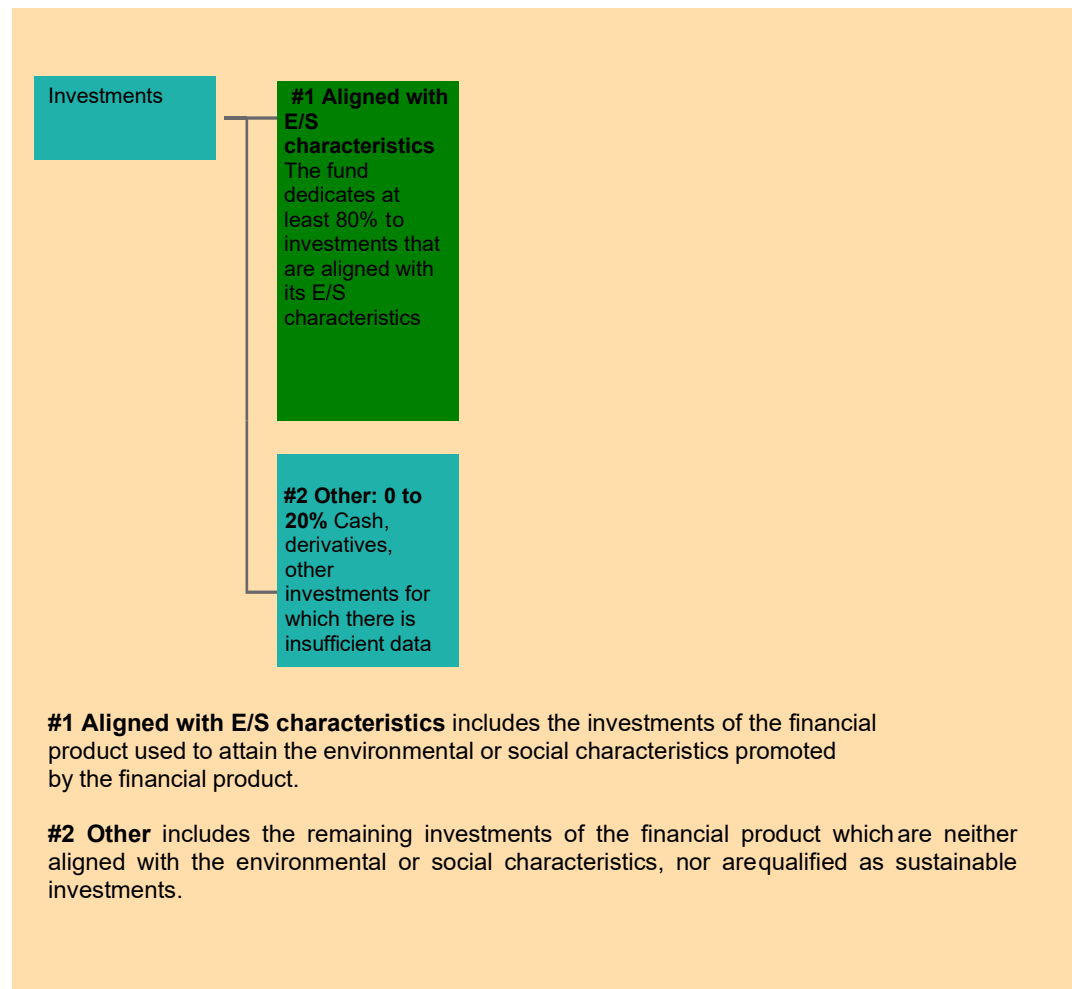 Investments
#1 Aligned with
E/S
characteristics
The fund
dedicates at
least 80% to
investments that
are aligned with
its E/S
characteristics
#2 Other: 0 to
20% Cash,
derivatives,
other
investments for
which there is
insufficient data
#1 Aligned with E/S characteristics includes the investments of the financial
product used to attain the environmental or social characteristics promoted
by the financial product.
#2 Other includes the remaining investments of the financial product which are neither
aligned with the environmental or social characteristics, nor arequalified as sustainable
investments.